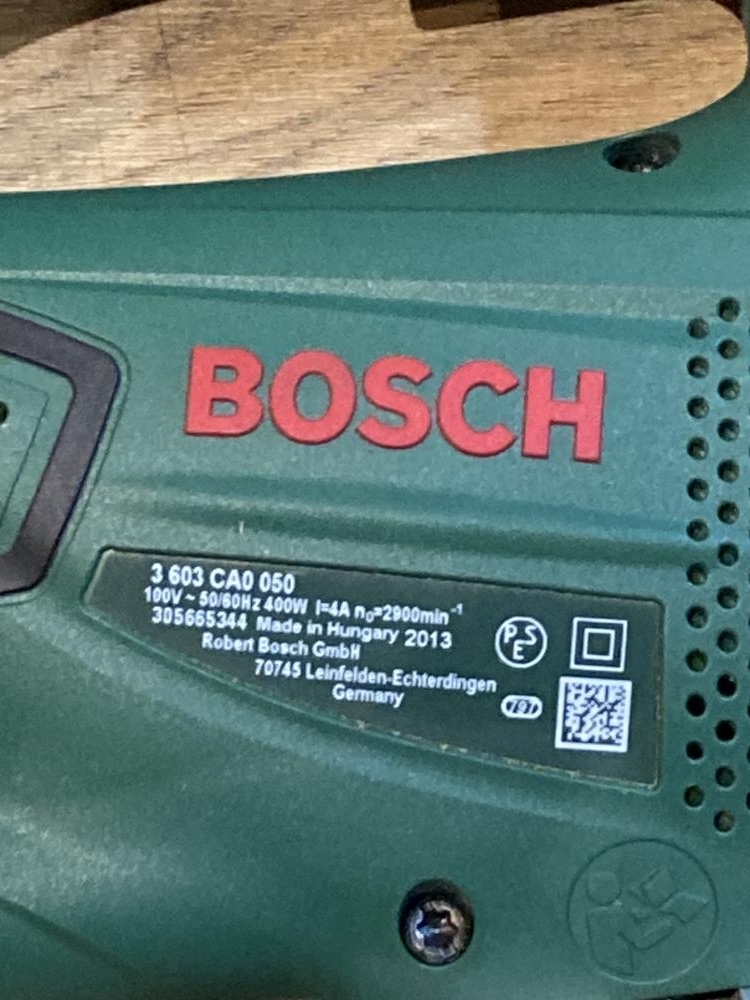 BOSCH
3 603 CA0 050
100V ~ 50/60Hz 400W I=4A n₀=2900min⁻¹
305665344 Made in Hungary 2013
Robert Bosch GmbH
70745 Leinfelden-Echterdingen
Germany
PSE
797